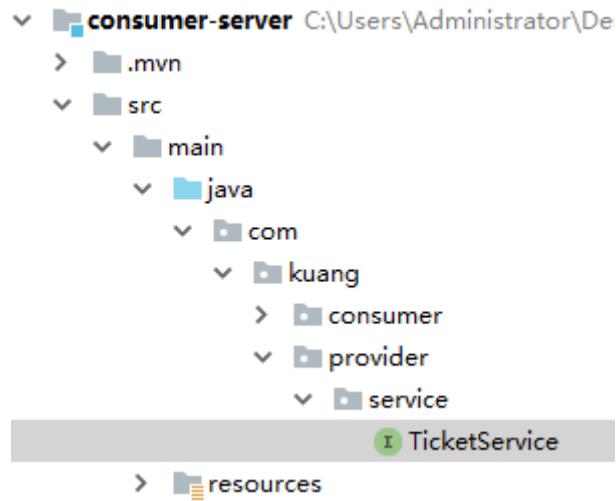 consumer-server C:\Users\Administrator\De
.mvn
src
main
java
com
kuang
consumer
provider
service
I TicketService
resources